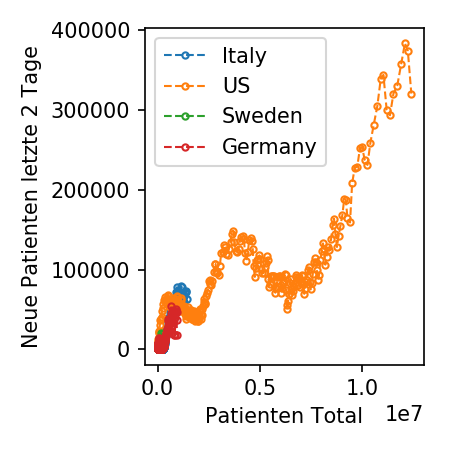 400000
300000
200000
100000
0
Neue Patienten letzte 2 Tage
Italy
US
Sweden
Germany
0.0 0.5 1.0
1e7
Patienten Total